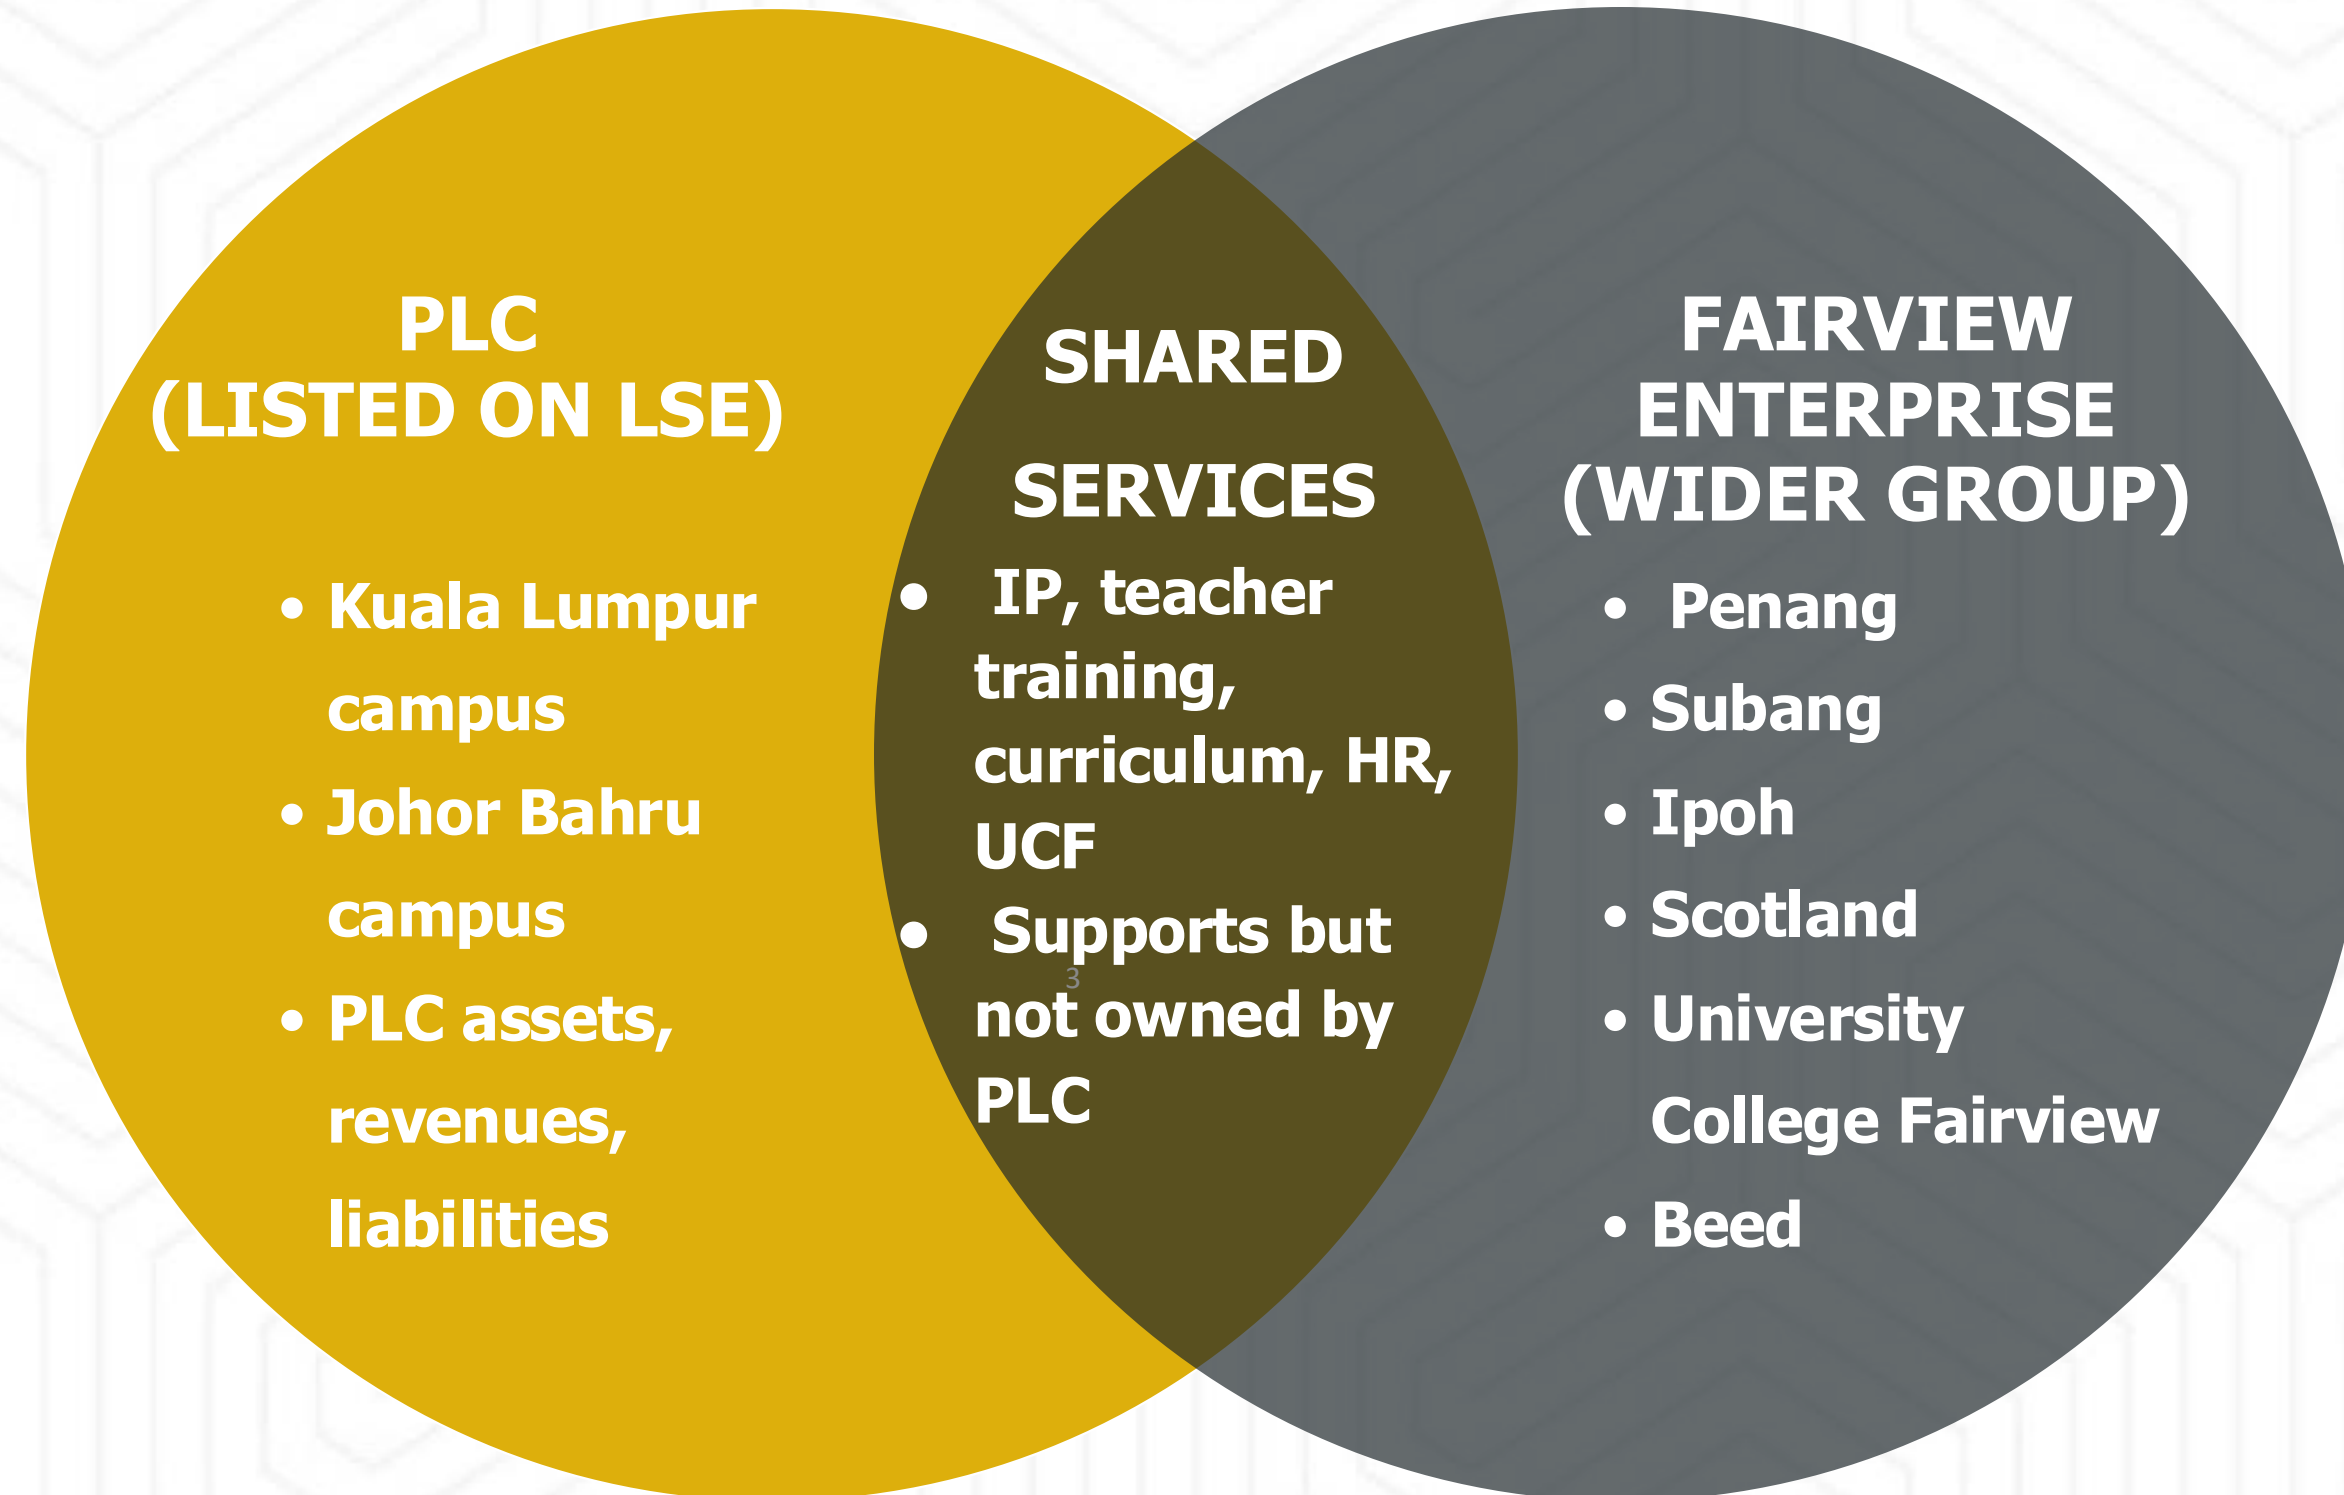 PLC
(LISTED ON LSE)
• Kuala Lumpur
campus
• Johor Bahru
campus
• PLC assets,
revenues,
liabilities
SHARED
SERVICES
• IP, teacher
training,
curriculum, HR,
UCF
• Supports but
not owned by
PLC
3
FAIRVIEW
ENTERPRISE
(WIDER GROUP)
• Penang
• Subang
• Ipoh
• Scotland
• University
College Fairview
• Beed